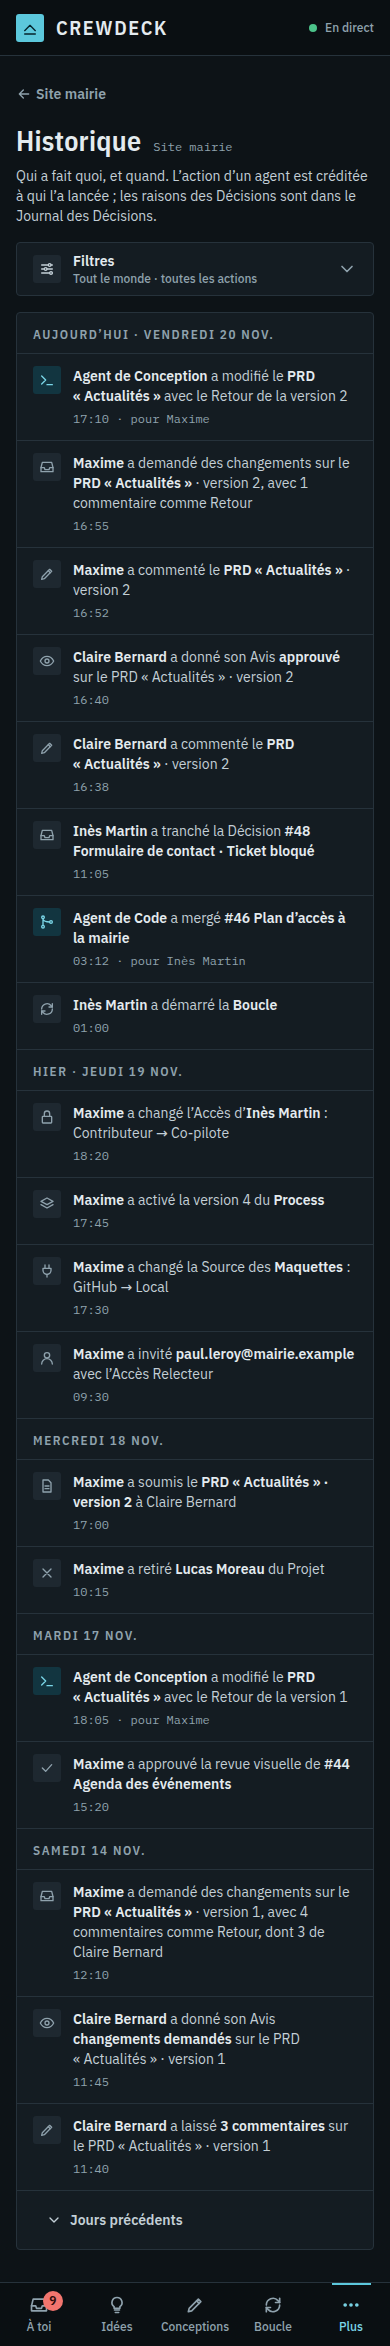 CREWDECK
En direct
← Site mairie
Historique Site mairie
Qui a fait quoi, et quand. L’action d’un agent est créditée
à qui l’a lancée ; les raisons des Décisions sont dans le
Journal des Décisions.
Filtres
Tout le monde · toutes les actions
AUJOURD’HUI · VENDREDI 20 NOV.
Agent de Conception a modifié le PRD
« Actualités » avec le Retour de la version 2
17:10 · pour Maxime
Maxime a demandé des changements sur le
PRD « Actualités » · version 2, avec 1
commentaire comme Retour
16:55
Maxime a commenté le PRD « Actualités » ·
version 2
16:52
Claire Bernard a donné son Avis approuvé
sur le PRD « Actualités » · version 2
16:40
Claire Bernard a commenté le PRD
« Actualités » · version 2
16:38
Inès Martin a tranché la Décision #48
Formulaire de contact · Ticket bloqué
11:05
Agent de Code a mergé #46 Plan d’accès à
la mairie
03:12 · pour Inès Martin
Inès Martin a démarré la Boucle
01:00
HIER · JEUDI 19 NOV.
Maxime a changé l’Accès d’Inès Martin :
Contributeur → Co-pilote
18:20
Maxime a activé la version 4 du Process
17:45
Maxime a changé la Source des Maquettes :
GitHub → Local
17:30
Maxime a invité paul.leroy@mairie.example
avec l’Accès Relecteur
09:30
MERCREDI 18 NOV.
Maxime a soumis le PRD « Actualités » ·
version 2 à Claire Bernard
17:00
Maxime a retiré Lucas Moreau du Projet
10:15
MARDI 17 NOV.
Agent de Conception a modifié le PRD
« Actualités » avec le Retour de la version 1
18:05 · pour Maxime
Maxime a approuvé la revue visuelle de #44
Agenda des événements
15:20
SAMEDI 14 NOV.
Maxime a demandé des changements sur le
PRD « Actualités » · version 1, avec 4
commentaires comme Retour, dont 3 de
Claire Bernard
12:10
Claire Bernard a donné son Avis
changements demandés sur le PRD
« Actualités » · version 1
11:45
Claire Bernard a laissé 3 commentaires sur
le PRD « Actualités » · version 1
11:40
Jours précédents
9
À toi
Idées
Conceptions
Boucle
Plus